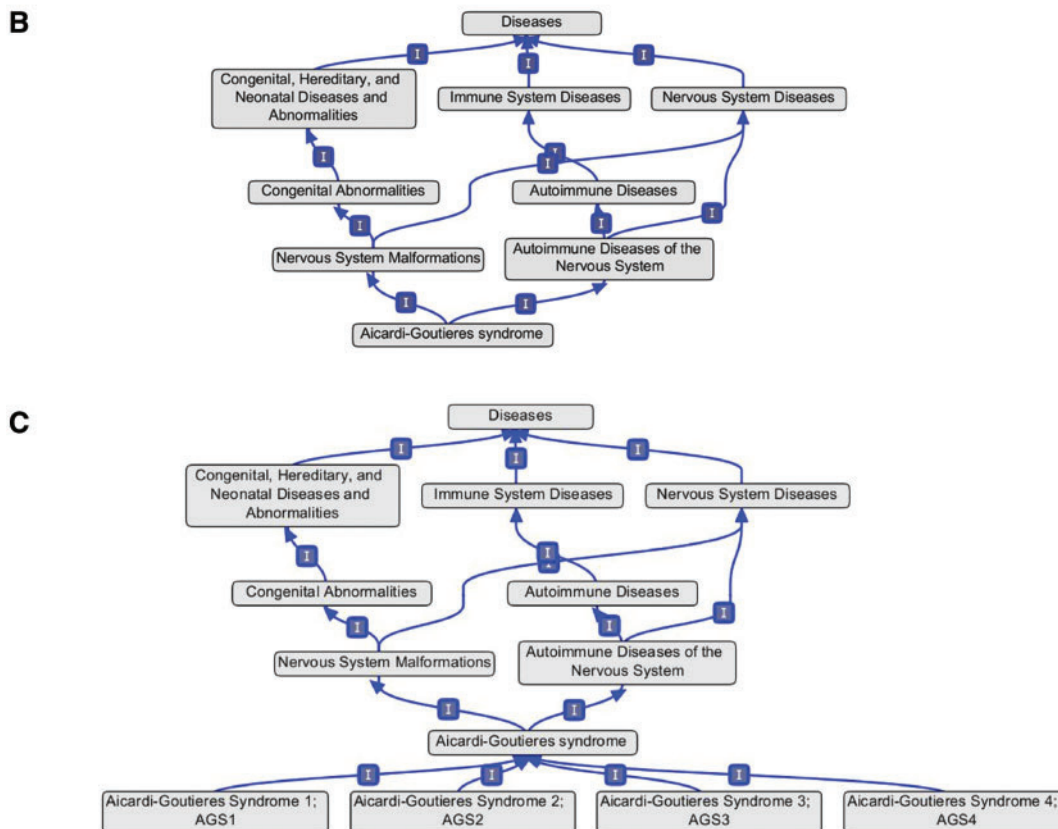 B
Diseases
I
I
I
Congenital, Hereditary, and
Neonatal Diseases and
Abnormalities
Immune System Diseases
Nervous System Diseases
I
I
I
Congenital Abnormalities
Autoimmune Diseases
I
I
I
Nervous System Malformations
Autoimmune Diseases of the
Nervous System
I
I
Aicardi-Goutieres syndrome
C
Diseases
I
I
I
Congenital, Hereditary, and
Neonatal Diseases and
Abnormalities
Immune System Diseases
Nervous System Diseases
I
I
I
Congenital Abnormalities
Autoimmune Diseases
I
I
I
Nervous System Malformations
Autoimmune Diseases of the
Nervous System
I
I
Aicardi-Goutieres syndrome
I
I
I
I
Aicardi-Goutieres Syndrome 1;
AGS1
Aicardi-Goutieres Syndrome 2;
AGS2
Aicardi-Goutieres Syndrome 3;
AGS3
Aicardi-Goutieres Syndrome 4;
AGS4